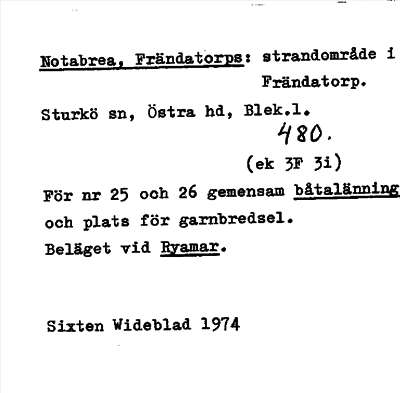 Notabrea, Frändatorps: strandområde i
Frändatorp.
Sturkö sn, Östra hd, Blek.l.
480.
(ek 3F 3i)
För nr 25 och 26 gemensam båtalänning
och plats för garnbredsel.
Beläget vid Ryamar.
Sixten Wideblad 1974